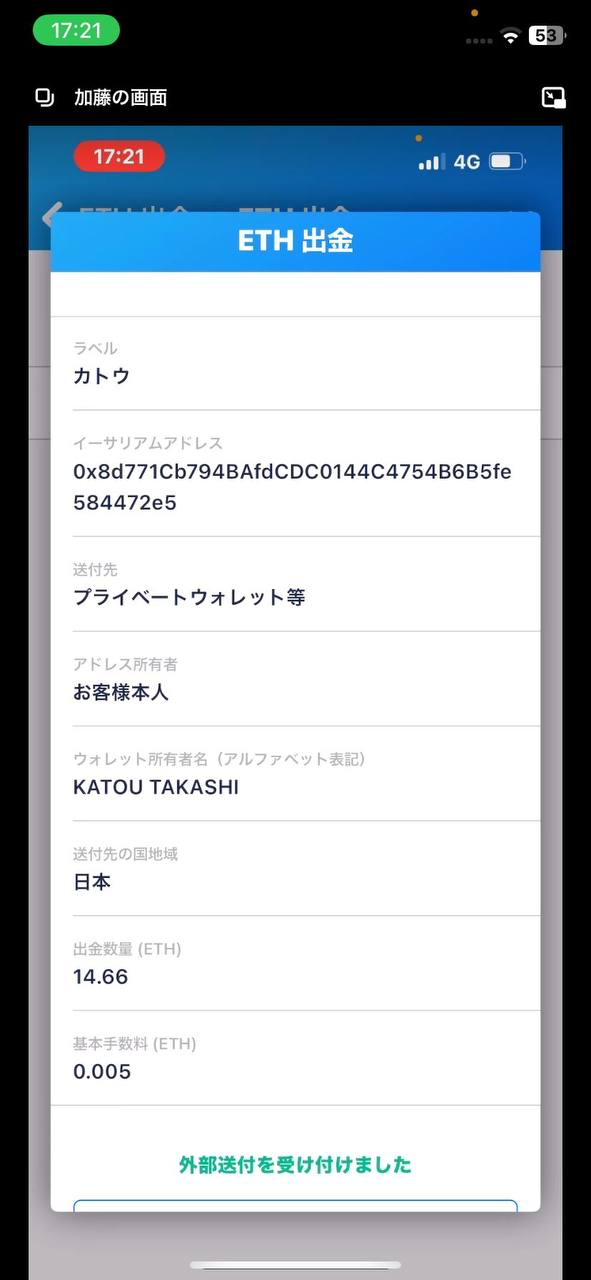 17:21
53
加藤の画面
17:21
4G
ETH 出金
ラベル
カトウ
イーサリアムアドレス
0x8d771Cb794BAfdCDC0144C4754B6B5fe
584472e5
送付先
プライベートウォレット等
アドレス所有者
お客様本人
ウォレット所有者名（アルファベット表記）
KATOU TAKASHI
送付先の国地域
日本
出金数量 (ETH)
14.66
基本手数料 (ETH)
0.005
外部送付を受け付けました